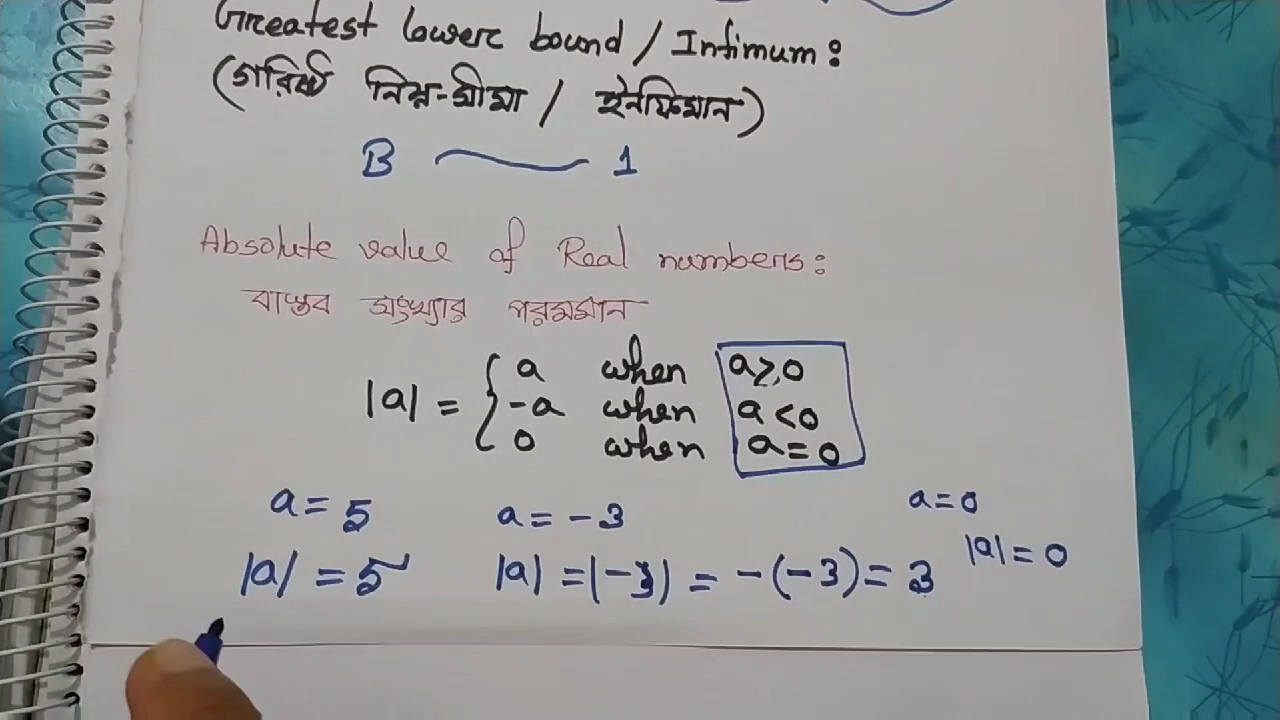 Greatest lower bound / Infimum:
(গরিষ্ঠ নিম্ন-সীমা / ইনফিমান)
B 1
Absolute value of Real numbers:
বাস্তব সংখ্যার পরমমান
|a| = { a when a ≥ 0
-a when a < 0
0 when a = 0
a = 5 a = -3 a = 0
|a| = 5 |a| = |-3| = -(-3) = 3 |a| = 0